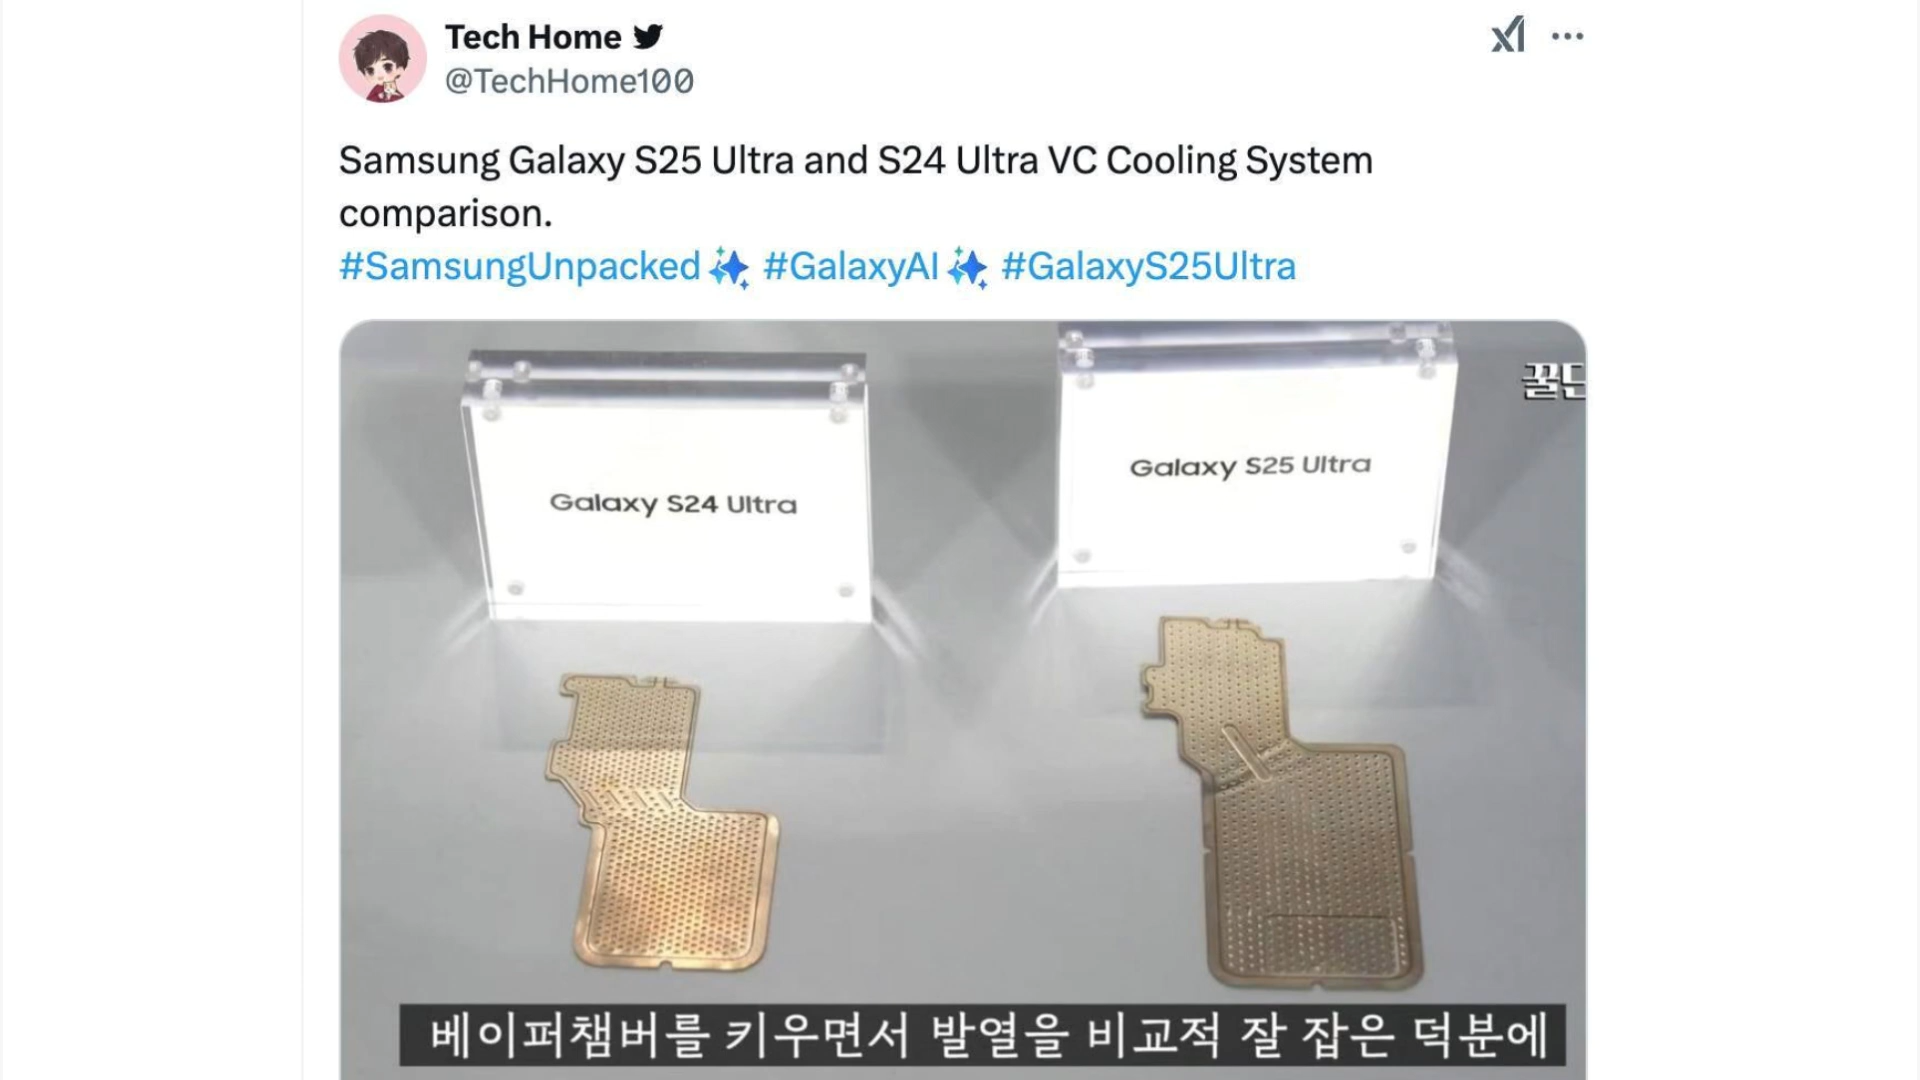 Tech Home
@TechHome100
Samsung Galaxy S25 Ultra and S24 Ultra VC Cooling System
comparison.
#SamsungUnpacked #GalaxyAI #GalaxyS25Ultra
꿀단
Galaxy S25 Ultra
Galaxy S24 Ultra
베이퍼챔버를 키우면서 발열을 비교적 잘 잡은 덕분에